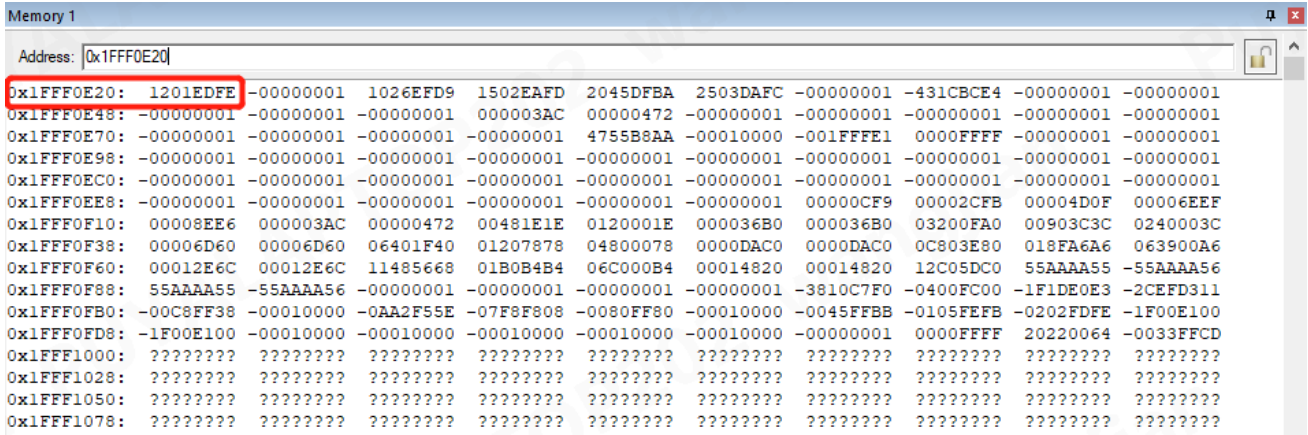 Memory 1
Address: 0x1FFF0E20
0x1FFF0E20: 1201EDFE -00000001 1026EFD9 1502EAFD 2045DFBA 2503DAFC -00000001 -431CBCE4 -00000001 -00000001
0x1FFF0E48: -00000001 -00000001 -00000001 000003AC 00000472 -00000001 -00000001 -00000001 -00000001 -00000001
0x1FFF0E70: -00000001 -00000001 -00000001 -00000001 4755B8AA -00010000 -001FFFE1 0000FFFF -00000001 -00000001
0x1FFF0E98: -00000001 -00000001 -00000001 -00000001 -00000001 -00000001 -00000001 -00000001 -00000001 -00000001
0x1FFF0EC0: -00000001 -00000001 -00000001 -00000001 -00000001 -00000001 -00000001 -00000001 -00000001 -00000001
0x1FFF0EE8: -00000001 -00000001 -00000001 -00000001 -00000001 -00000001 00000CF9 00002CFB 00004D0F 00006EEF
0x1FFF0F10: 00008EE6 000003AC 00000472 00481E1E 0120001E 000036B0 000036B0 03200FA0 00903C3C 0240003C
0x1FFF0F38: 00006D60 00006D60 06401F40 01207878 04800078 0000DAC0 0000DAC0 0C803E80 018FA6A6 063900A6
0x1FFF0F60: 00012E6C 00012E6C 11485668 01B0B4B4 06C000B4 00014820 00014820 12C05DC0 55AAAA55 -55AAAA56
0x1FFF0F88: 55AAAA55 -55AAAA56 -00000001 -00000001 -00000001 -00000001 -3810C7F0 -0400FC00 -1F1DE0E3 -2CEFD311
0x1FFF0FB0: -00C8FF38 -00010000 -0AA2F55E -07F8F808 -0080FF80 -00010000 -0045FFBB -0105FEFB -0202FDFE -1F00E100
0x1FFF0FD8: -1F00E100 -00010000 -00010000 -00010000 -00010000 -00010000 -00000001 0000FFFF 20220064 -0033FFCD
0x1FFF1000: ???????? ???????? ???????? ???????? ???????? ???????? ???????? ???????? ???????? ????????
0x1FFF1028: ???????? ???????? ???????? ???????? ???????? ???????? ???????? ???????? ???????? ????????
0x1FFF1050: ???????? ???????? ???????? ???????? ???????? ???????? ???????? ???????? ???????? ????????
0x1FFF1078: ???????? ???????? ???????? ???????? ???????? ???????? ???????? ???????? ???????? ????????